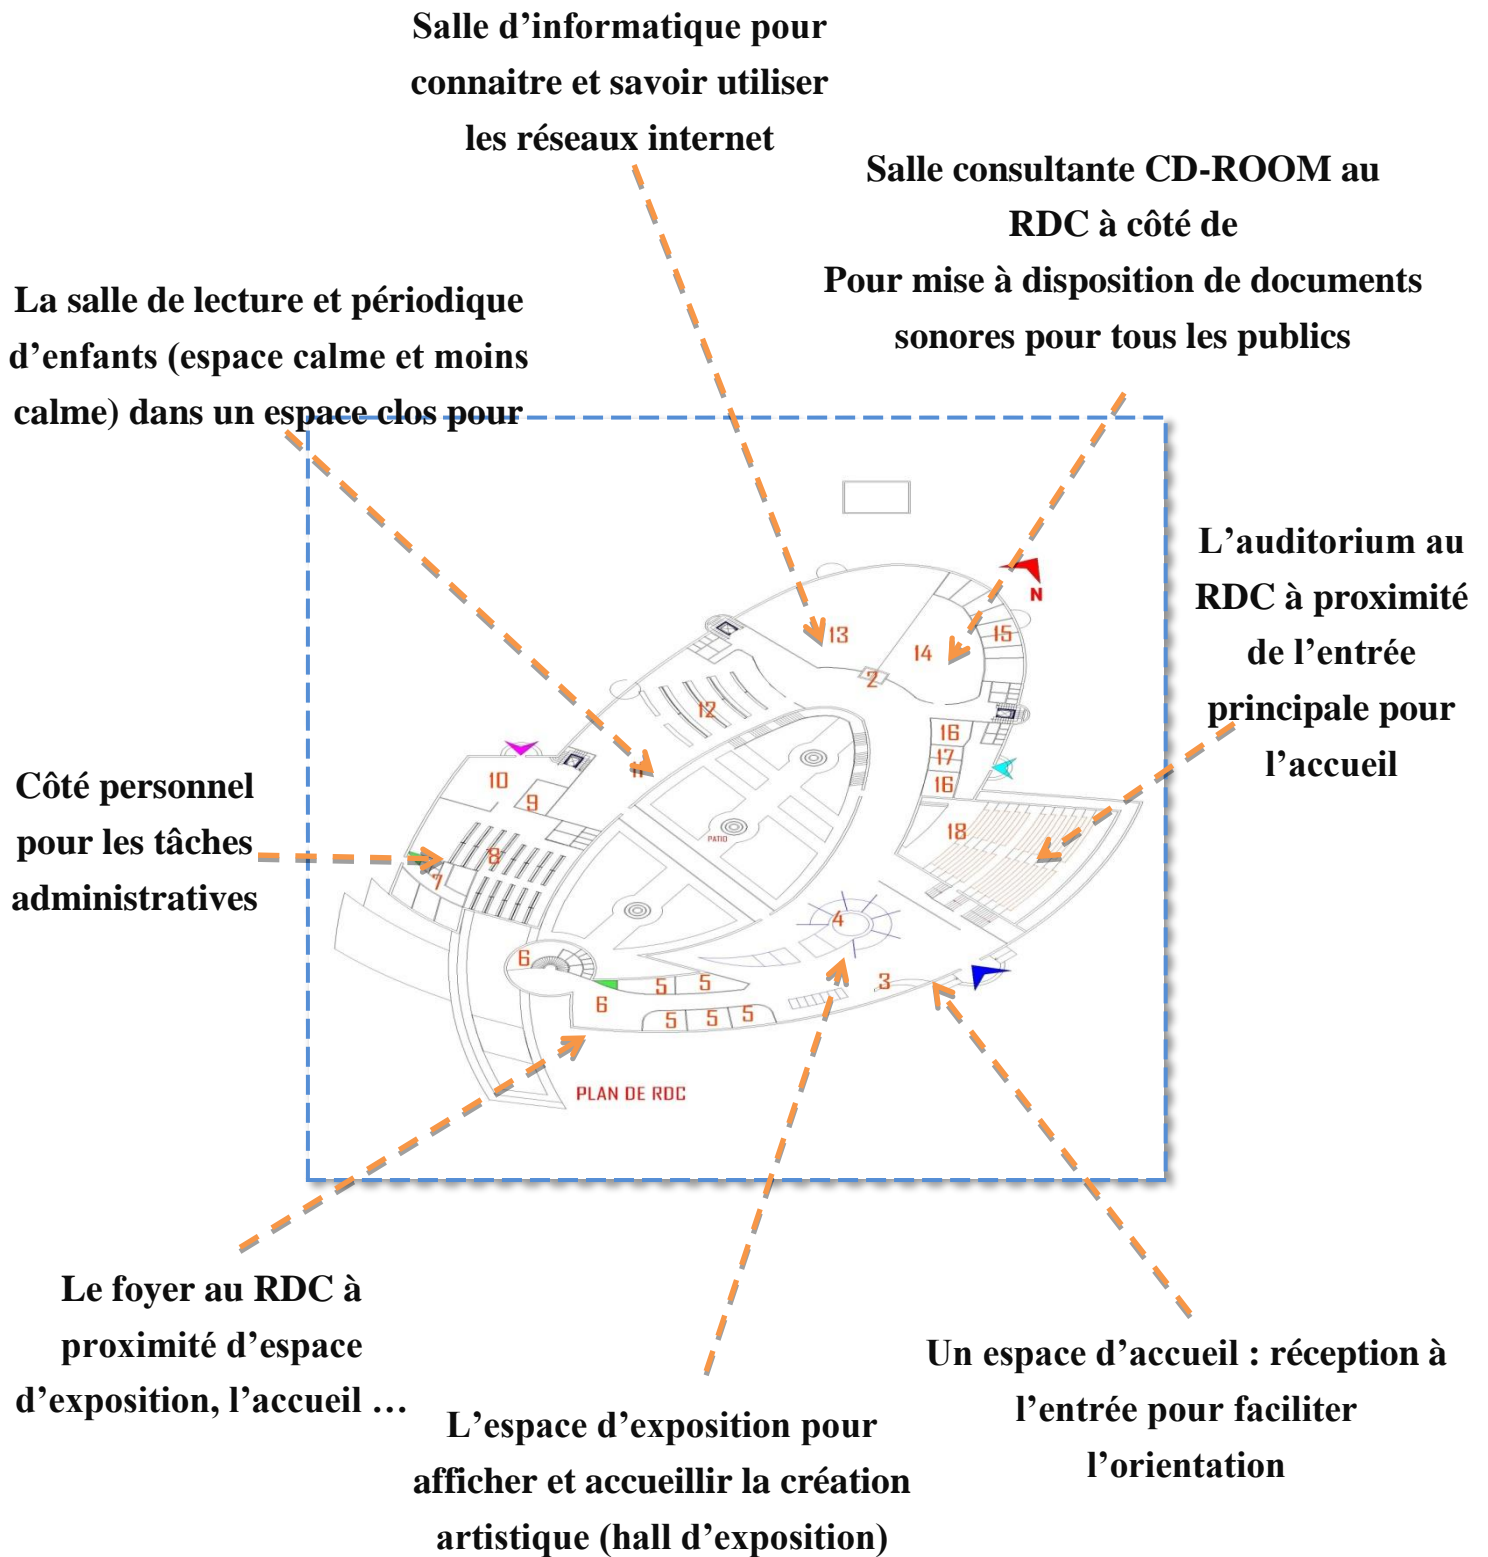 Salle d’informatique pour
connaitre et savoir utiliser
les réseaux internet
Salle consultante CD-ROOM au
RDC à côté de
Pour mise à disposition de documents
sonores pour tous les publics
La salle de lecture et périodique
d’enfants (espace calme et moins
calme) dans un espace clos pour
L’auditorium au
RDC à proximité
de l’entrée
principale pour
l’accueil
Côté personnel
pour les tâches
administratives
N
13
14
15
2
12
16
17
16
10
9
11
18
8
7
PATIO
4
6
3
5
5
6
5
5
5
PLAN DE RDC
Le foyer au RDC à
proximité d’espace
d’exposition, l’accueil …
L’espace d’exposition pour
afficher et accueillir la création
artistique (hall d’exposition)
Un espace d’accueil : réception à
l’entrée pour faciliter
l’orientation